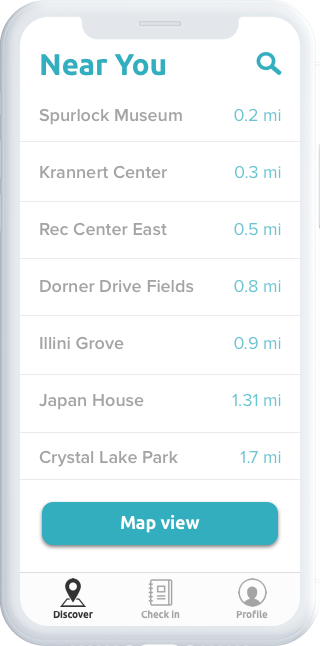 Near You
Spurlock Museum 0.2 mi
Krannert Center 0.3 mi
Rec Center East 0.5 mi
Dorner Drive Fields 0.8 mi
Illini Grove 0.9 mi
Japan House 1.31 mi
Crystal Lake Park 1.7 mi
Map view
Discover Check in Profile